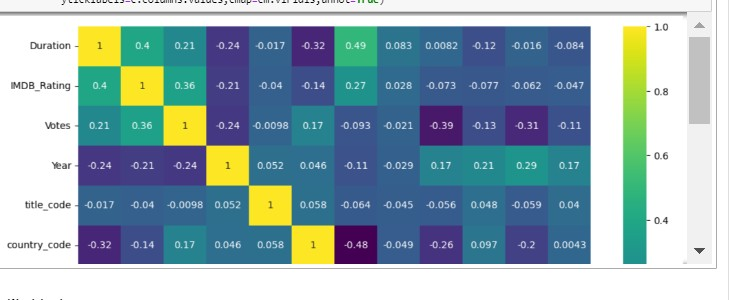 yticklabels=c.columns.values,cmap=cm.viridis,annot=True)
1.0
Duration 1 0.4 0.21 -0.24 -0.017 -0.32 0.49 0.083 0.0082 -0.12 -0.016 -0.084
IMDB_Rating 0.4 1 0.36 -0.21 -0.04 -0.14 0.27 0.028 -0.073 -0.077 -0.062 -0.047
0.8
Votes 0.21 0.36 1 -0.24 -0.0098 0.17 -0.093 -0.021 -0.39 -0.13 -0.31 -0.11
0.6
Year -0.24 -0.21 -0.24 1 0.052 0.046 -0.11 -0.029 0.17 0.21 0.29 0.17
title_code -0.017 -0.04 -0.0098 0.052 1 0.058 -0.064 -0.045 -0.056 0.048 -0.059 0.04
0.4
country_code -0.32 -0.14 0.17 0.046 0.058 1 -0.48 -0.049 -0.26 0.097 -0.2 0.0043